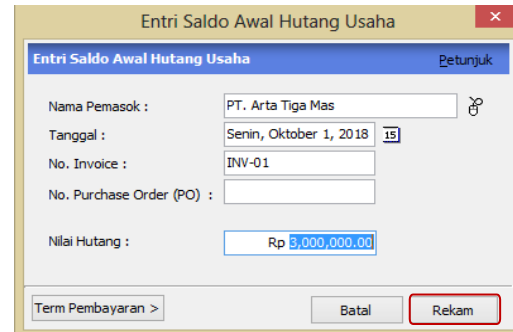 Entri Saldo Awal Hutang Usaha
Entri Saldo Awal Hutang Usaha Petunjuk
Nama Pemasok : PT. Arta Tiga Mas
Tanggal : Senin, Oktober 1, 2018 15
No. Invoice : INV-01
No. Purchase Order (PO) :
Nilai Hutang : Rp 3,000,000.00
Term Pembayaran > Batal Rekam